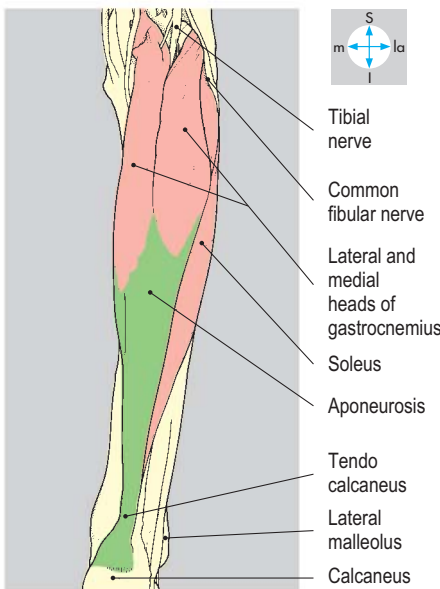 S
m la
I
Tibial
nerve
Common
fibular nerve
Lateral and
medial
heads of
gastrocnemius
Soleus
Aponeurosis
Tendo
calcaneus
Lateral
malleolus
Calcaneus